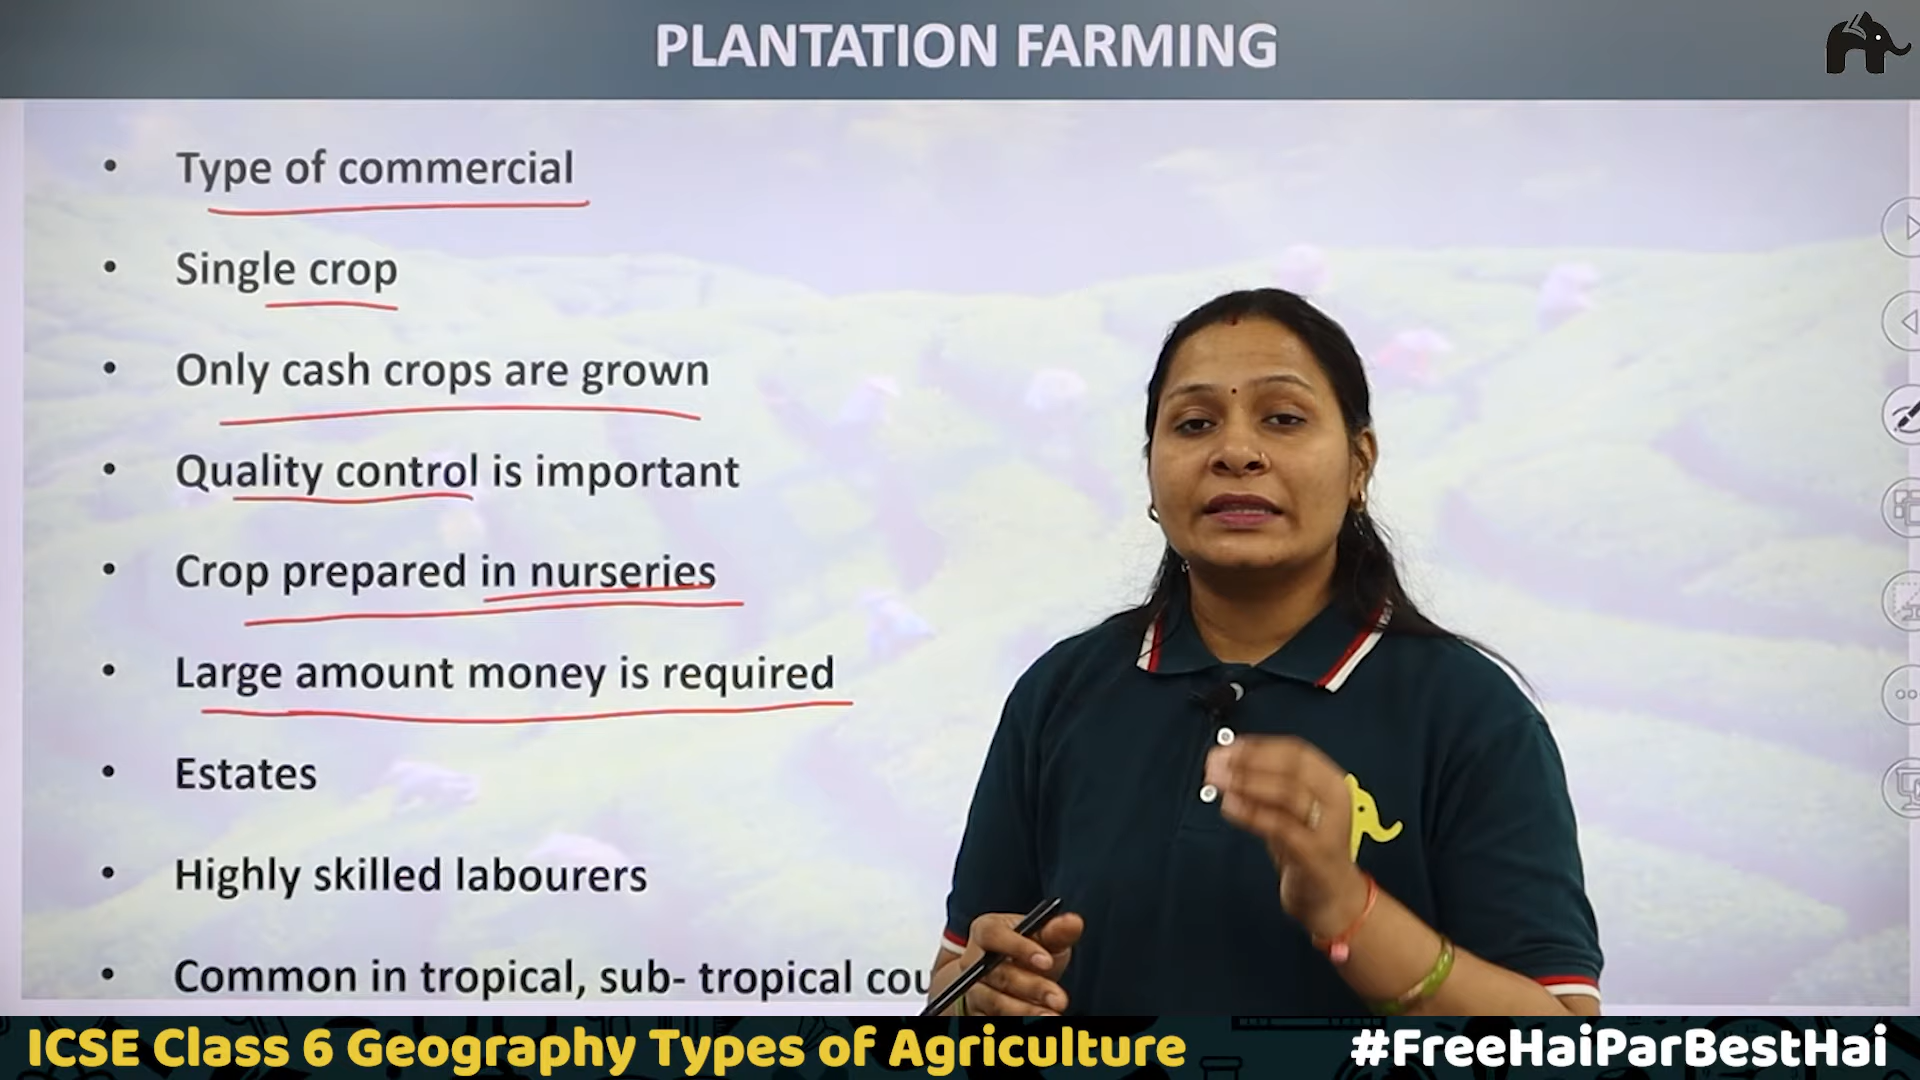 PLANTATION FARMING
• Type of commercial
• Single crop
• Only cash crops are grown
• Quality control is important
• Crop prepared in nurseries
• Large amount money is required
• Estates
• Highly skilled labourers
• Common in tropical, sub- tropical
ICSE Class 6 Geography Types of Agriculture
#FreeHaiParBestHai